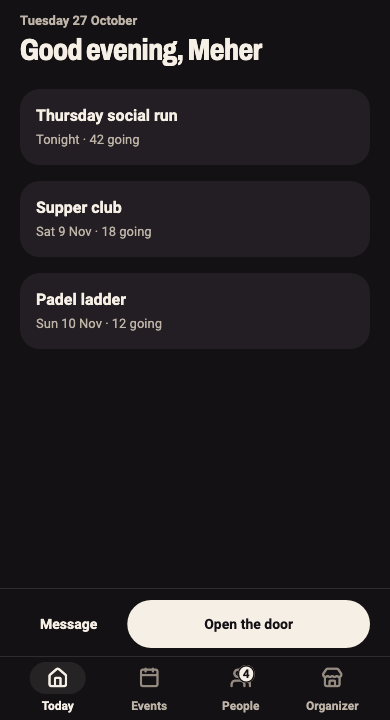 Tuesday 27 October
Good evening, Meher
Thursday social run
Tonight · 42 going
Supper club
Sat 9 Nov · 18 going
Padel ladder
Sun 10 Nov · 12 going
Message
Open the door
4
Today
Events
People
Organizer